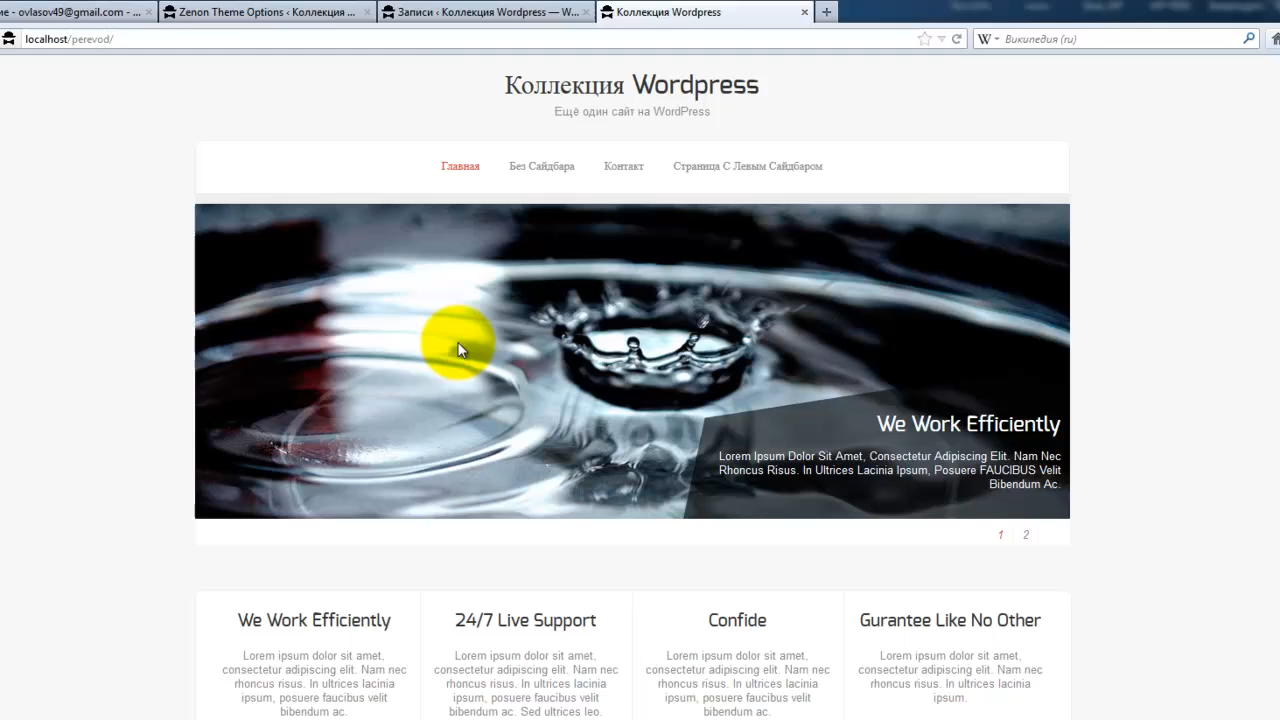 ие - ovlasov49@gmail.com - ...
Zenon Theme Options ‹ Коллекция ...
Записи ‹ Коллекция Wordpress — W...
Коллекция Wordpress
localhost/perevod/
W
Википедия (ru)
Коллекция Wordpress
Ещё один сайт на WordPress
Главная Без Сайдбара Контакт Страница С Левым Сайдбаром
We Work Efficiently
Lorem Ipsum Dolor Sit Amet, Consectetur Adipiscing Elit. Nam Nec
Rhoncus Risus. In Ultrices Lacinia Ipsum, Posuere FAUCIBUS Velit
Bibendum Ac.
1 2
We Work Efficiently
Lorem ipsum dolor sit amet,
consectetur adipiscing elit. Nam nec
rhoncus risus. In ultrices lacinia
ipsum, posuere faucibus velit
bibendum ac.
24/7 Live Support
Lorem ipsum dolor sit amet,
consectetur adipiscing elit. Nam nec
rhoncus risus. In ultrices lacinia
ipsum, posuere faucibus velit
bibendum ac. Sed ultrices leo.
Confide
Lorem ipsum dolor sit amet,
consectetur adipiscing elit. Nam nec
rhoncus risus. In ultrices lacinia
ipsum, posuere faucibus velit
bibendum ac.
Gurantee Like No Other
Lorem ipsum dolor sit amet,
consectetur adipiscing elit. Nam nec
rhoncus risus. In ultrices lacinia
ipsum.